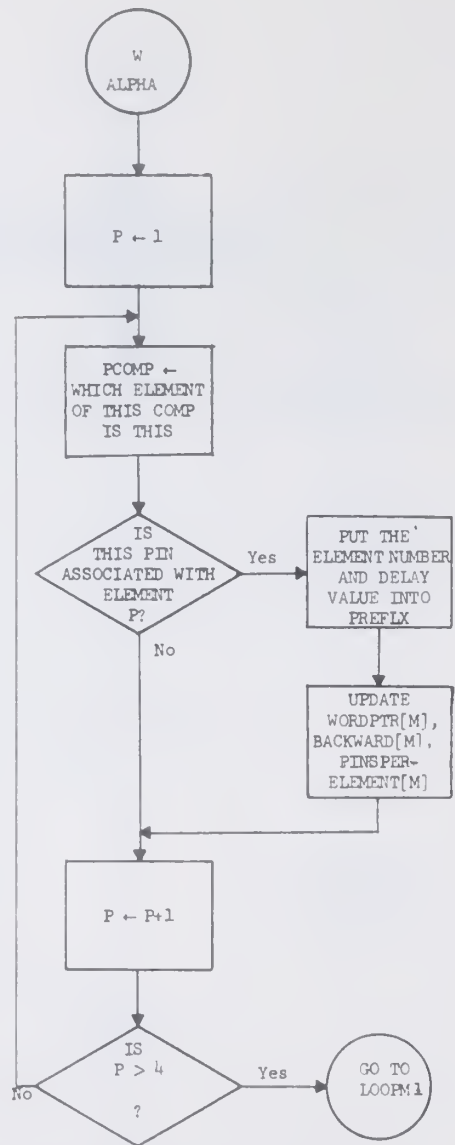 W
ALPHA
P ← 1
PCOMP ←
WHICH ELEMENT
OF THIS COMP
IS THIS
IS
THIS PIN
ASSOCIATED WITH
ELEMENT
P?
Yes
No
PUT THE
ELEMENT NUMBER
AND DELAY
VALUE INTO
PREFLX
UPDATE
WORDPTR[M],
BACKWARD[M],
PINSPER-
ELEMENT[M]
P ← P+1
IS
P > 4
?
No
Yes
GO TO
LOOPM1